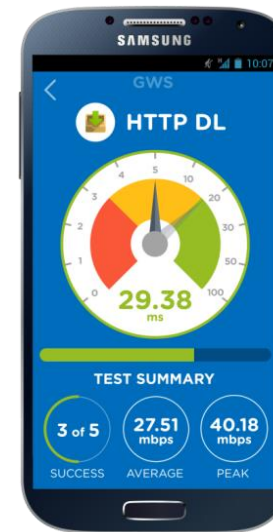 SAMSUNG
10:07
GWS
HTTP DL
0
1
2
3
4
5
10
20
30
50
100
29.38
ms
TEST SUMMARY
3 of 5
27.51
mbps
40.18
mbps
SUCCESS
AVERAGE
PEAK